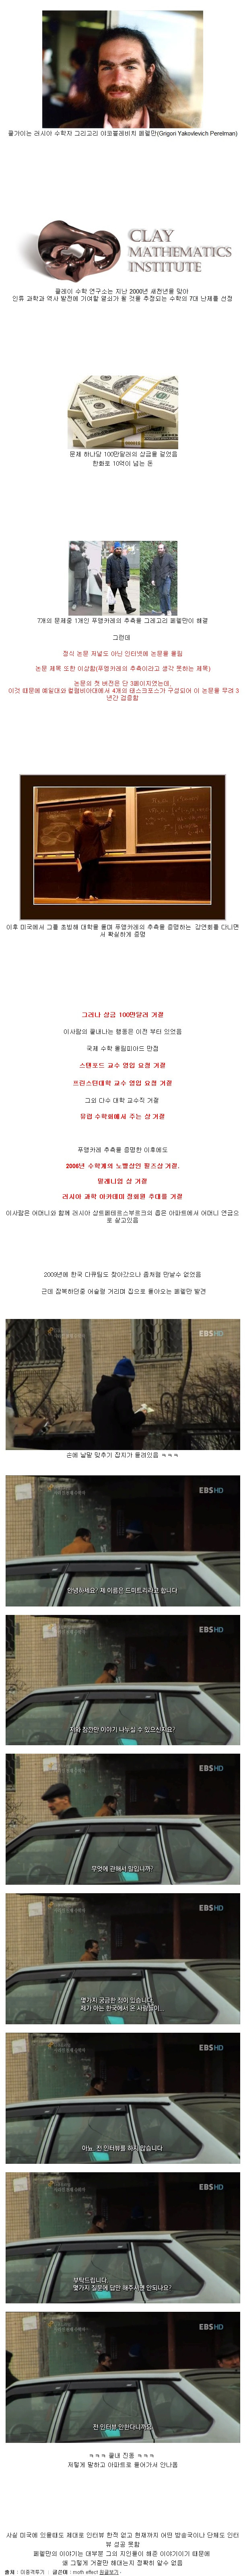 쿨가이는 러시아 수학자 그리고리 야코블레비치 페렐만(Grigori Yakovlevich Perelman)
CLAY
MATHEMATICS
INSTITUTE
클레이 수학 연구소는 지난 2000년 새천년을 맞아
인류 과학과 역사 발전에 기여할 열쇠가 될 것을 추정되는 수학의 7대 난제를 선정
문제 하나당 100만달러의 상금을 걸었음
한화로 10억이 넘는 돈
7개의 문제중 1개인 푸앵카레의 추측을 그레고리 페렐만이 해결
그런데
정식 논문 저널도 아닌 인터넷에 논문을 올림
논문 제목 또한 이상함(푸앵카레의 추측이라고 생각 못하는 제목)
논문의 첫 버전은 단 3페이지였는데,
이것 때문에 예일대와 컬럼비아대에서 4개의 태스크포스가 구성되어 이 논문을 무려 3
년간 검증함
이후 미국에서 그를 초빙해 대학을 돌며 푸앵카레의 추측을 증명하는 강연회를 다니면
서 확실하게 증명
그러나 상금 100만달러 거절
이사람의 쿨내나는 행동은 이전 부터 있었음
국제 수학 올림피아드 만점
스탠포드 교수 영입 요청 거절
프린스턴대학 교수 영입 요청 거절
그외 다수 대학 교수직 거절
유럽 수학회에서 주는 상 거절
푸앵카레 추측을 증명한 이후에도
2006년 수학계의 노벨상인 필즈상 거절.
밀레니엄 상 거절
러시아 과학 아카데미 정회원 추대를 거절
이사람은 어머니와 함께 러시아 상트페테르스부르크의 좁은 아파트에서 어머니 연금으
로 살고있음
2009년에 한국 다큐팀도 찾아갔으나 좀처럼 만날수 없었음
근데 잠복하던중 어슬렁 거리며 집으로 돌아오는 페렐만 발견
EBS HD
손에 낱말 맞추기 잡지가 들려있음 ㅋㅋㅋ
EBS HD
안녕하세요? 제 이름은 드미트리라고 합니다
EBS HD
저와 잠깐만 이야기 나누실 수 있으신지요?
EBS HD
무엇에 관해서 말입니까?
EBS HD
몇가지 궁금한 점이 있습니다
제가 아는 한국에서 온 사람들이...
EBS HD
아뇨. 전 인터뷰를 하지 않습니다
EBS HD
부탁드립니다
몇가지 질문에 답만 해주시면 안되나요?
EBS HD
전 인터뷰 안한다니까요
ㅋㅋㅋ 쿨내 진동 ㅋㅋㅋ
저렇게 말하고 아파트로 들어가서 안나옴
사실 미국에 있을때도 제대로 인터뷰 한적 없고 현재까지 어떤 방송국이나 단체도 인터
뷰 성공 못함
페렐만의 이야기는 대부분 그의 지인들이 해준 이야기이기 때문에
왜 그렇게 거절만 해대는지 정확히 알수 없음
출처 : 이종격투기 | 글쓴이 : moth effect 원글보기